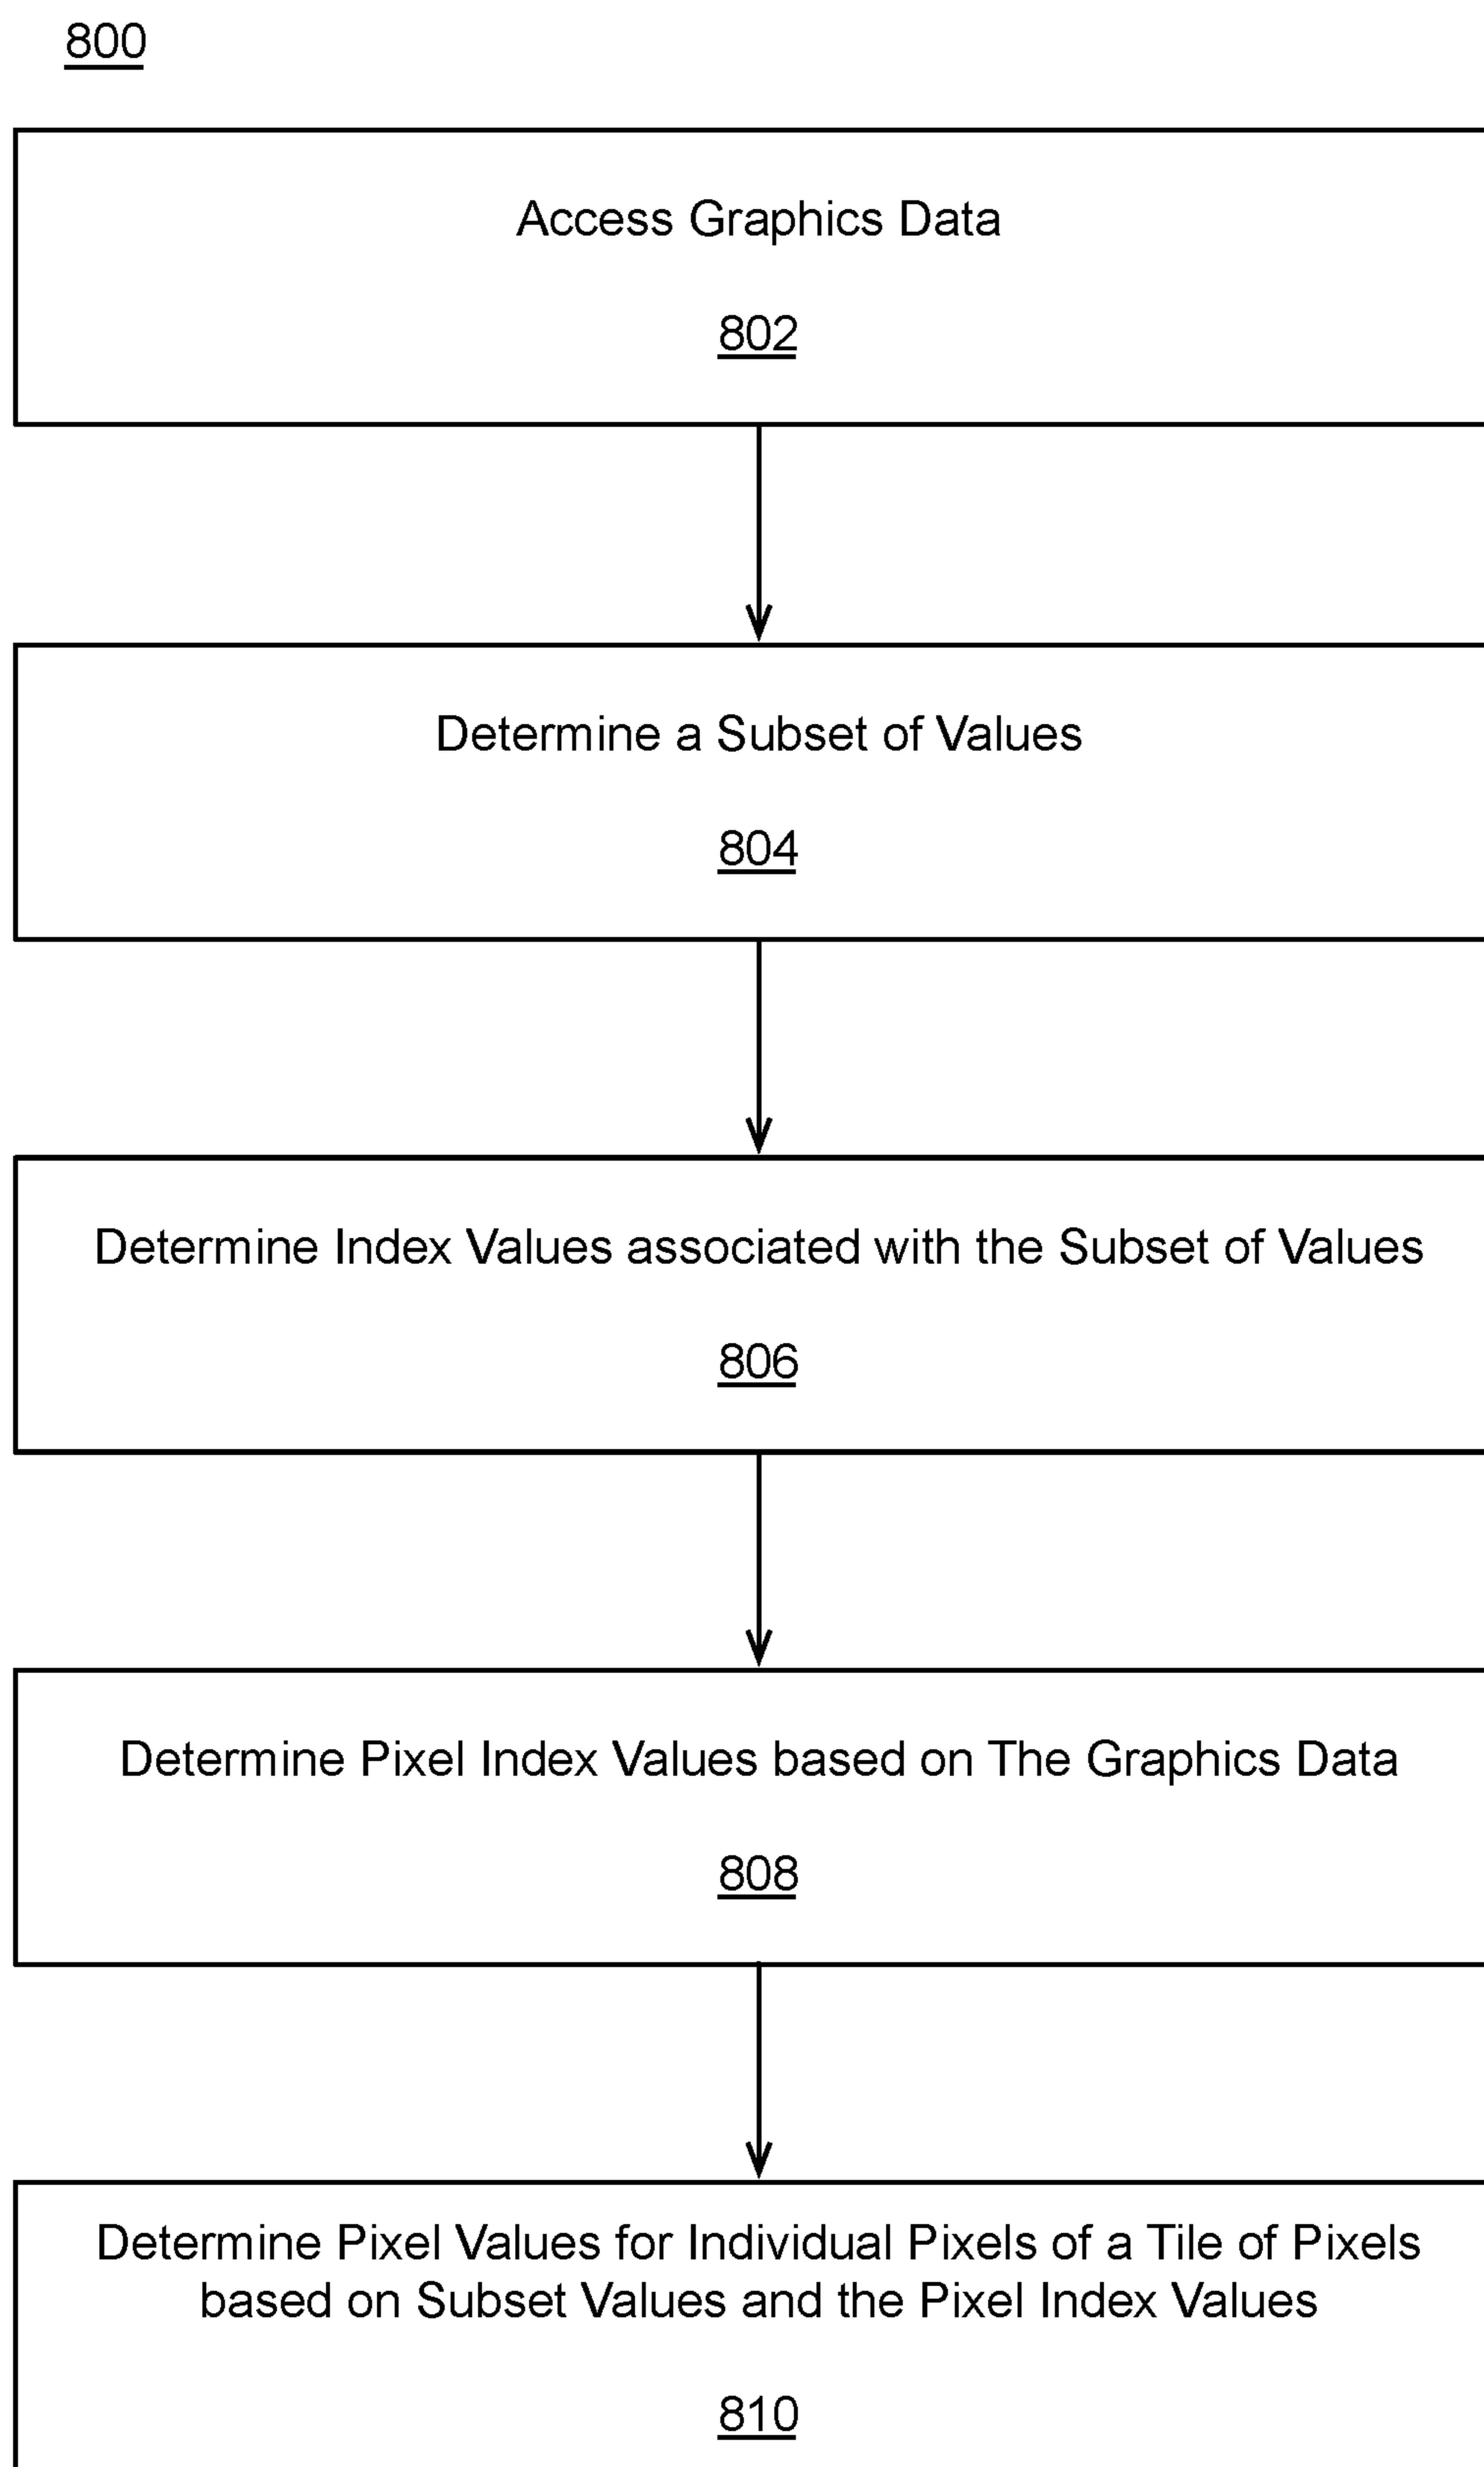 800
Access Graphics Data
802
Determine a Subset of Values
804
Determine Index Values associated with the Subset of Values
806
Determine Pixel Index Values based on The Graphics Data
808
Determine Pixel Values for Individual Pixels of a Tile of Pixels
based on Subset Values and the Pixel Index Values
810